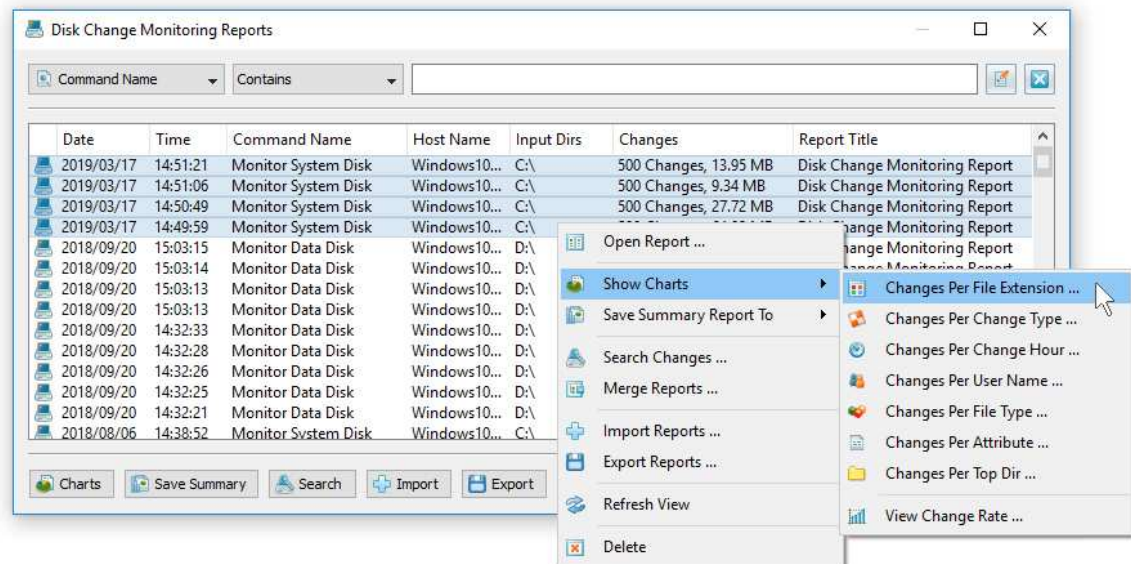 Disk Change Monitoring Reports
Command Name Contains
Date Time Command Name Host Name Input Dirs Changes Report Title
2019/03/17 14:51:21 Monitor System Disk Windows10... C:\ 500 Changes, 13.95 MB Disk Change Monitoring Report
2019/03/17 14:51:06 Monitor System Disk Windows10... C:\ 500 Changes, 9.34 MB Disk Change Monitoring Report
2019/03/17 14:50:49 Monitor System Disk Windows10... C:\ 500 Changes, 27.72 MB Disk Change Monitoring Report
2019/03/17 14:49:59 Monitor System Disk Windows10... C:\ Change Monitoring Report
2018/09/20 15:03:15 Monitor Data Disk Windows10... D:\ hange Monitoring Report
2018/09/20 15:03:14 Monitor Data Disk Windows10... D:\ hange Monitoring Report
2018/09/20 15:03:13 Monitor Data Disk Windows10... D:\
2018/09/20 15:03:13 Monitor Data Disk Windows10... D:\
2018/09/20 14:32:33 Monitor Data Disk Windows10... D:\
2018/09/20 14:32:28 Monitor Data Disk Windows10... D:\
2018/09/20 14:32:26 Monitor Data Disk Windows10... D:\
2018/09/20 14:32:25 Monitor Data Disk Windows10... D:\
2018/09/20 14:32:21 Monitor Data Disk Windows10... D:\
2018/08/06 14:38:52 Monitor System Disk Windows10... C:\
Charts Save Summary Search Import Export
Open Report ...
Show Charts
Save Summary Report To
Search Changes ...
Merge Reports ...
Import Reports ...
Export Reports ...
Refresh View
Delete
Changes Per File Extension ...
Changes Per Change Type ...
Changes Per Change Hour ...
Changes Per User Name ...
Changes Per File Type ...
Changes Per Attribute ...
Changes Per Top Dir ...
View Change Rate ...